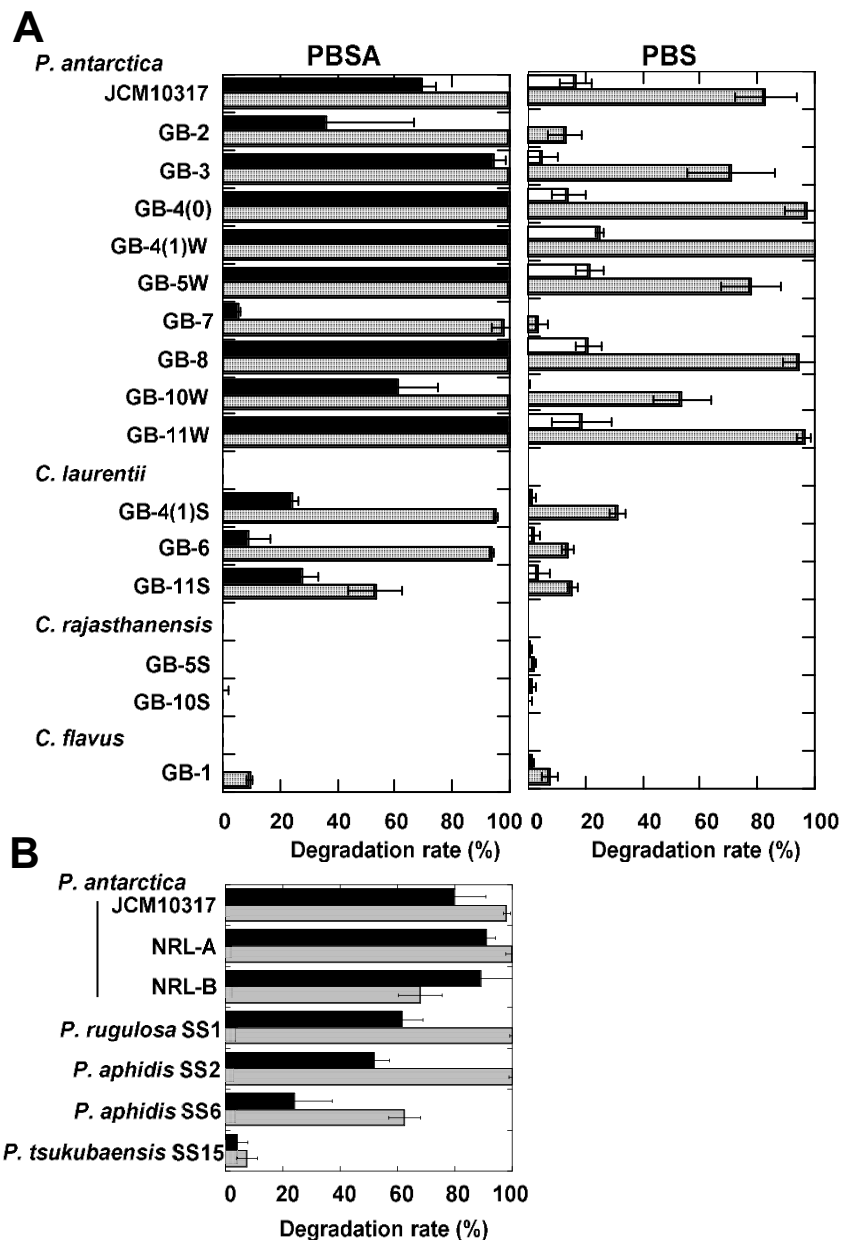 A
PBSA PBS
P. antarctica
JCM10317
GB-2
GB-3
GB-4(0)
GB-4(1)W
GB-5W
GB-7
GB-8
GB-10W
GB-11W
C. laurentii
GB-4(1)S
GB-6
GB-11S
C. rajasthanensis
GB-5S
GB-10S
C. flavus
GB-1
0 20 40 60 80 100 0 20 40 60 80 100
Degradation rate (%) Degradation rate (%)
B
P. antarctica
JCM10317
NRL-A
NRL-B
P. rugulosa SS1
P. aphidis SS2
P. aphidis SS6
P. tsukubaensis SS15
0 20 40 60 80 100
Degradation rate (%)